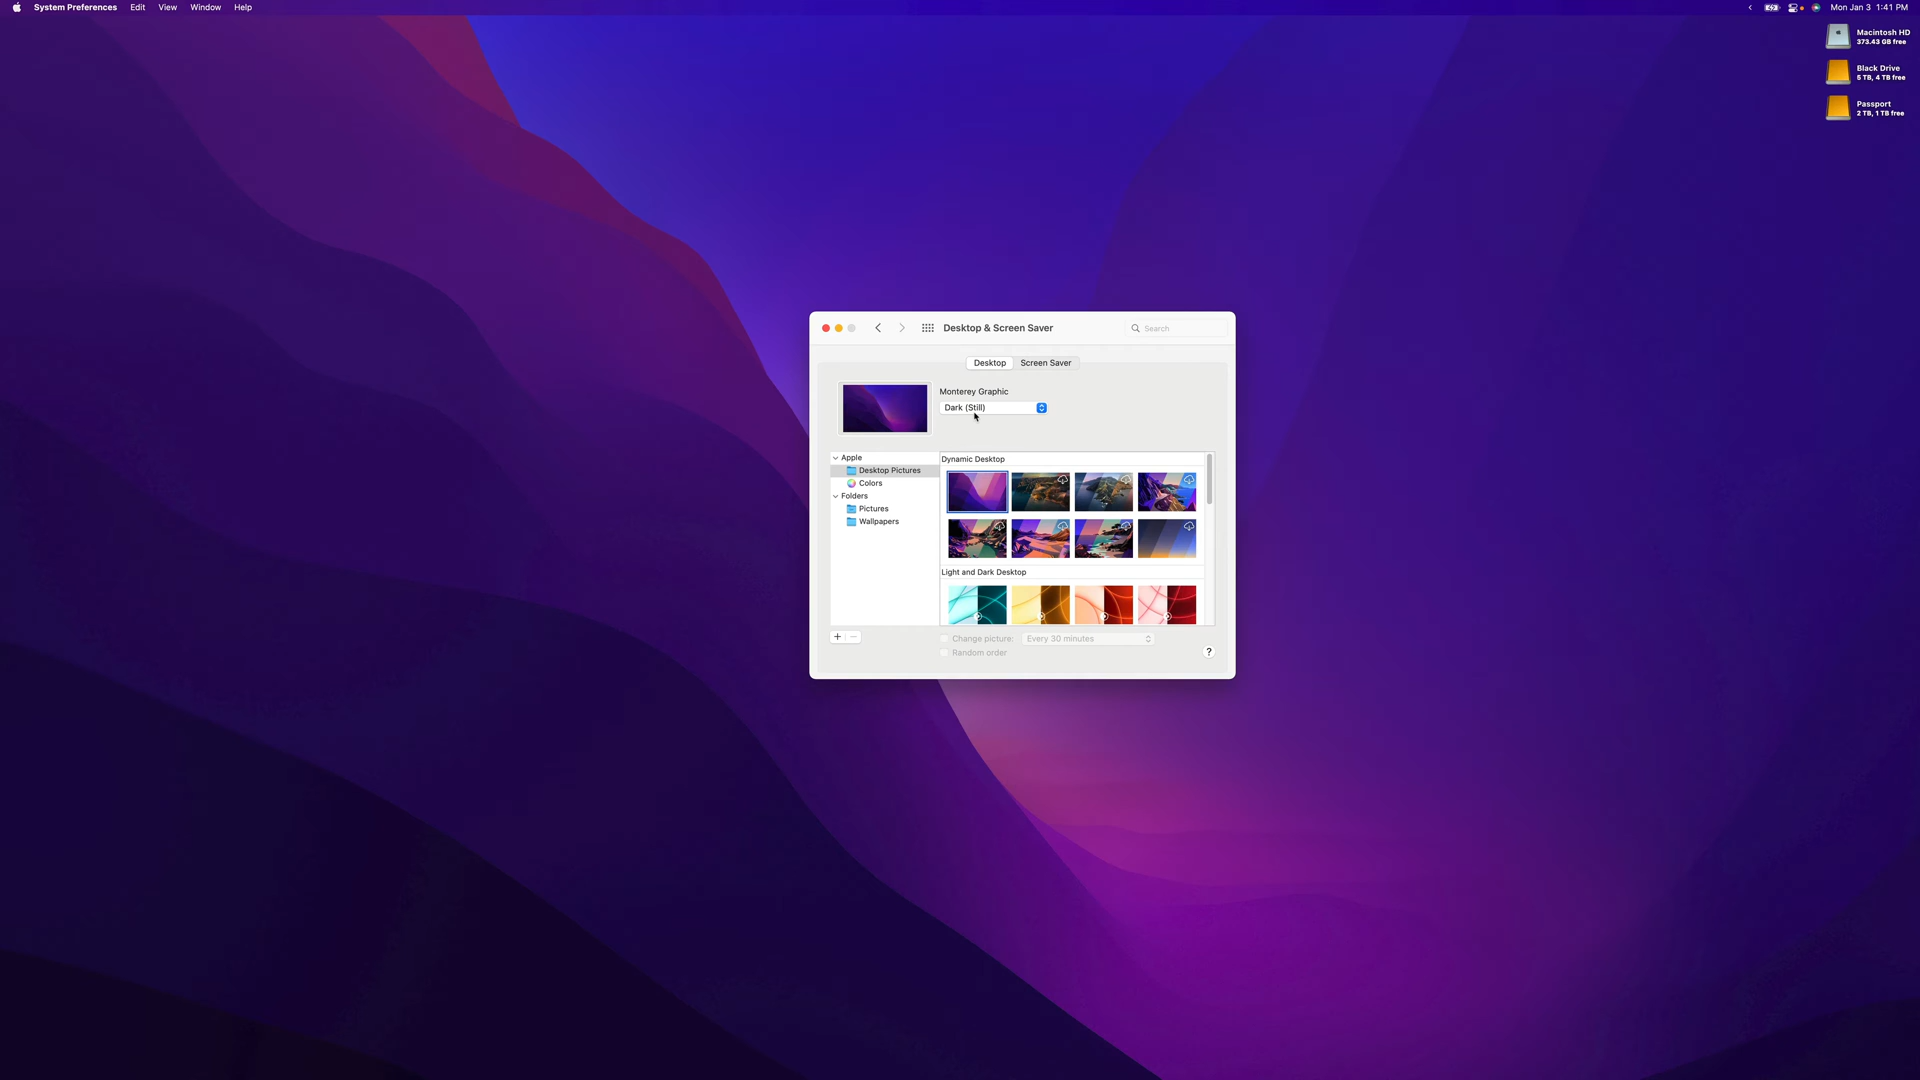 System Preferences Edit View Window Help
Mon Jan 3 1:41 PM
Macintosh HD
373.43 GB free
Black Drive
5 TB, 4 TB free
Passport
2 TB, 1 TB free
Desktop & Screen Saver
Search
Desktop Screen Saver
Monterey Graphic
Dark (Still)
Apple
Desktop Pictures
Colors
Folders
Pictures
Wallpapers
Dynamic Desktop
Light and Dark Desktop
+ −
Change picture: Every 30 minutes
Random order
?